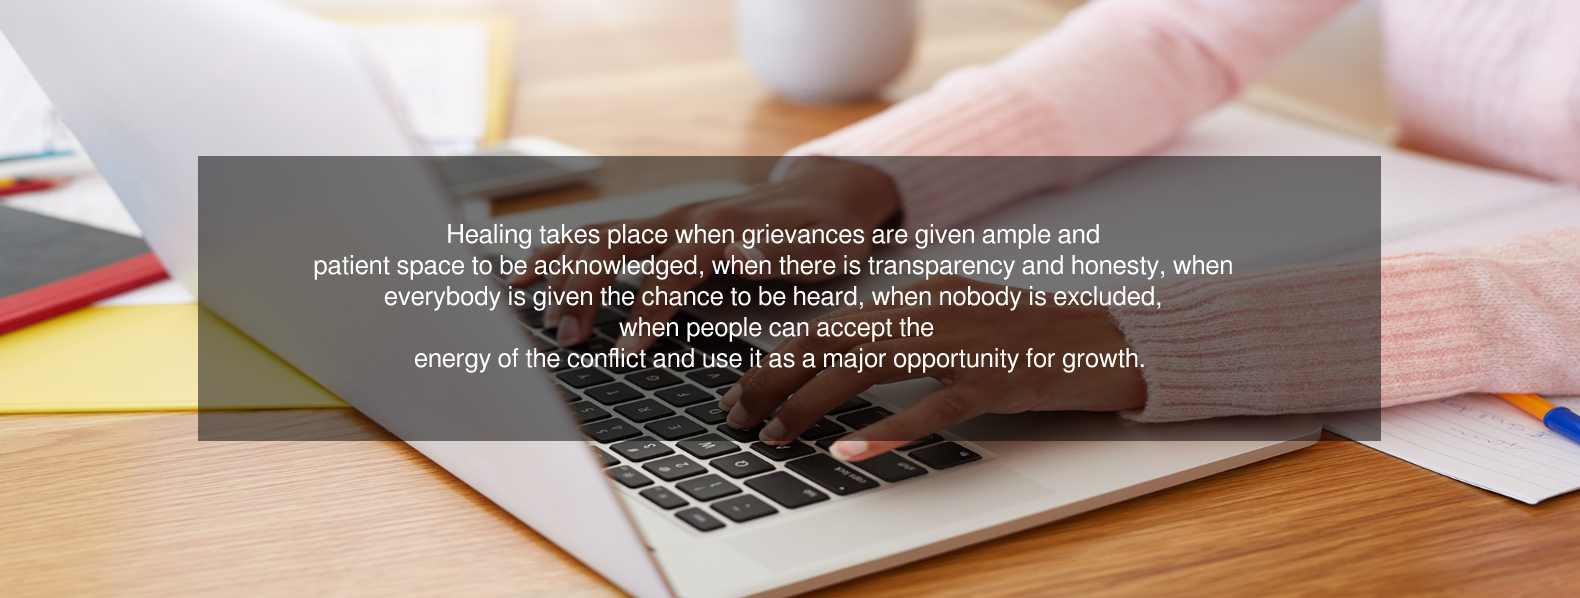 Healing takes place when grievances are given ample and
patient space to be acknowledged, when there is transparency and honesty, when
everybody is given the chance to be heard, when nobody is excluded,
when people can accept the
energy of the conflict and use it as a major opportunity for growth.